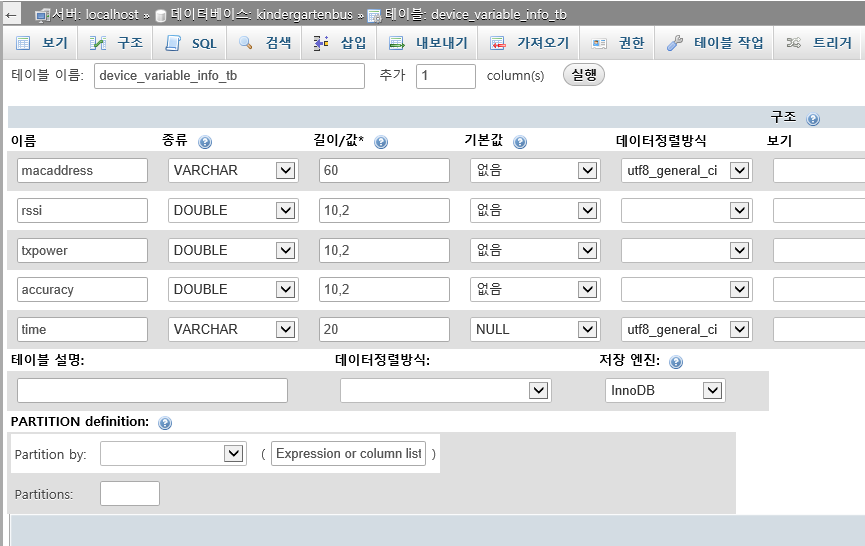 서버: localhost » 데이터베이스: kindergartenbus » 테이블: device_variable_info_tb
보기 구조 SQL 검색 삽입 내보내기 가져오기 권한 테이블 작업 트리거
테이블 이름: device_variable_info_tb 추가 1 column(s) 실행
구조
이름 종류 길이/값* 기본값 데이터정렬방식 보기
macaddress VARCHAR 60 없음 utf8_general_ci
rssi DOUBLE 10,2 없음
txpower DOUBLE 10,2 없음
accuracy DOUBLE 10,2 없음
time VARCHAR 20 NULL utf8_general_ci
테이블 설명: 데이터정렬방식: 저장 엔진:
InnoDB
PARTITION definition:
Partition by: ( Expression or column list )
Partitions: